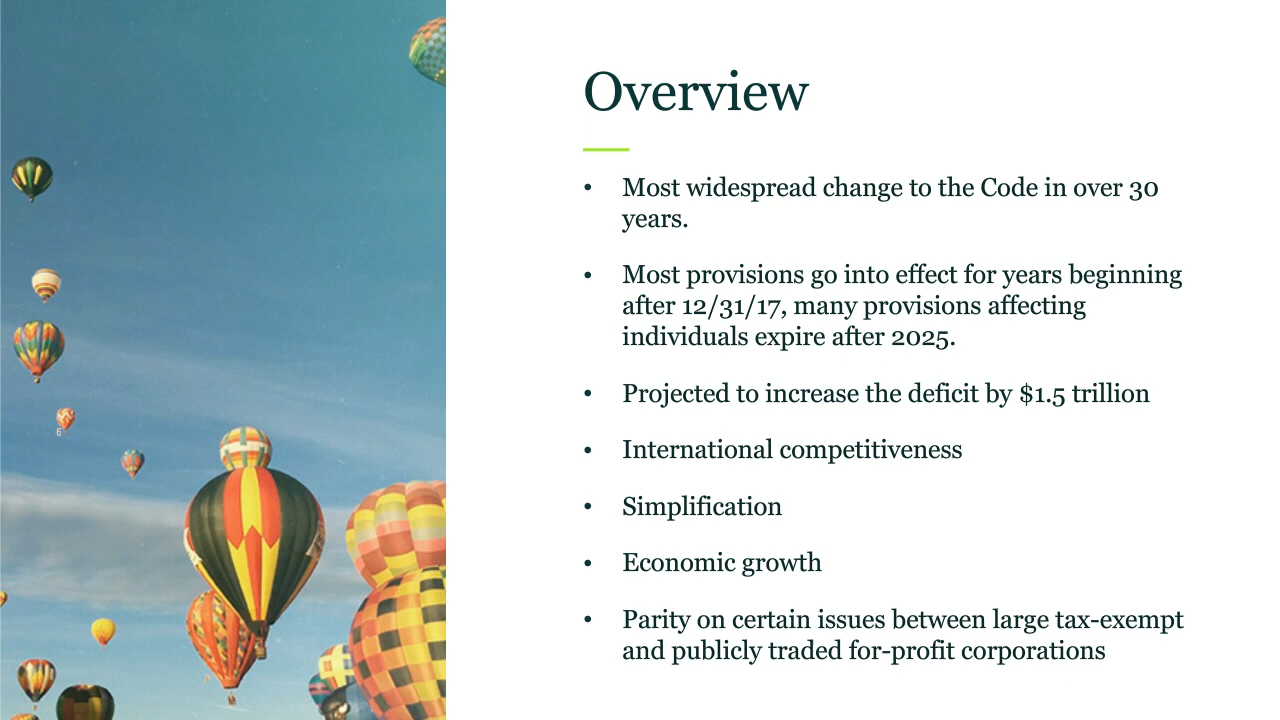 Overview
• Most widespread change to the Code in over 30
years.
• Most provisions go into effect for years beginning
after 12/31/17, many provisions affecting
individuals expire after 2025.
• Projected to increase the deficit by $1.5 trillion
• International competitiveness
• Simplification
• Economic growth
• Parity on certain issues between large tax-exempt
and publicly traded for-profit corporations
6